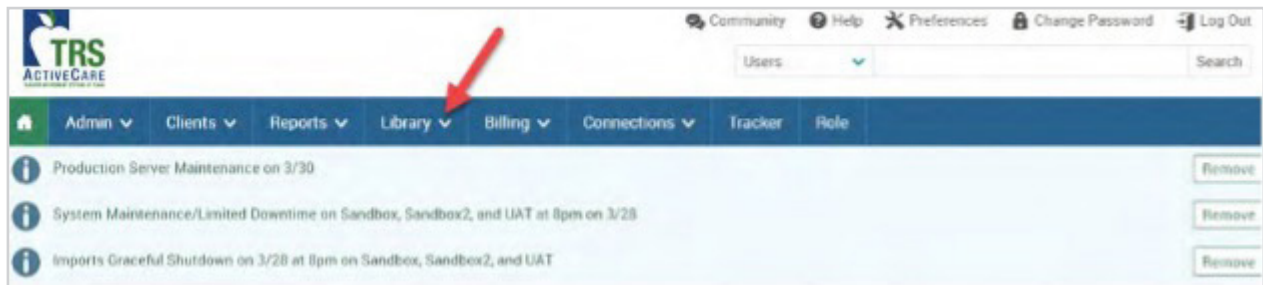 Community Help Preferences Change Password Log Out
TRS
ACTIVECARE
Users Search
Admin Clients Reports Library Billing Connections Tracker Role
Production Server Maintenance on 3/30 Remove
System Maintenance/Limited Downtime on Sandbox, Sandbox2, and UAT at 8pm on 3/28 Remove
Imports Graceful Shutdown on 3/28 at 8pm on Sandbox, Sandbox2, and UAT Remove